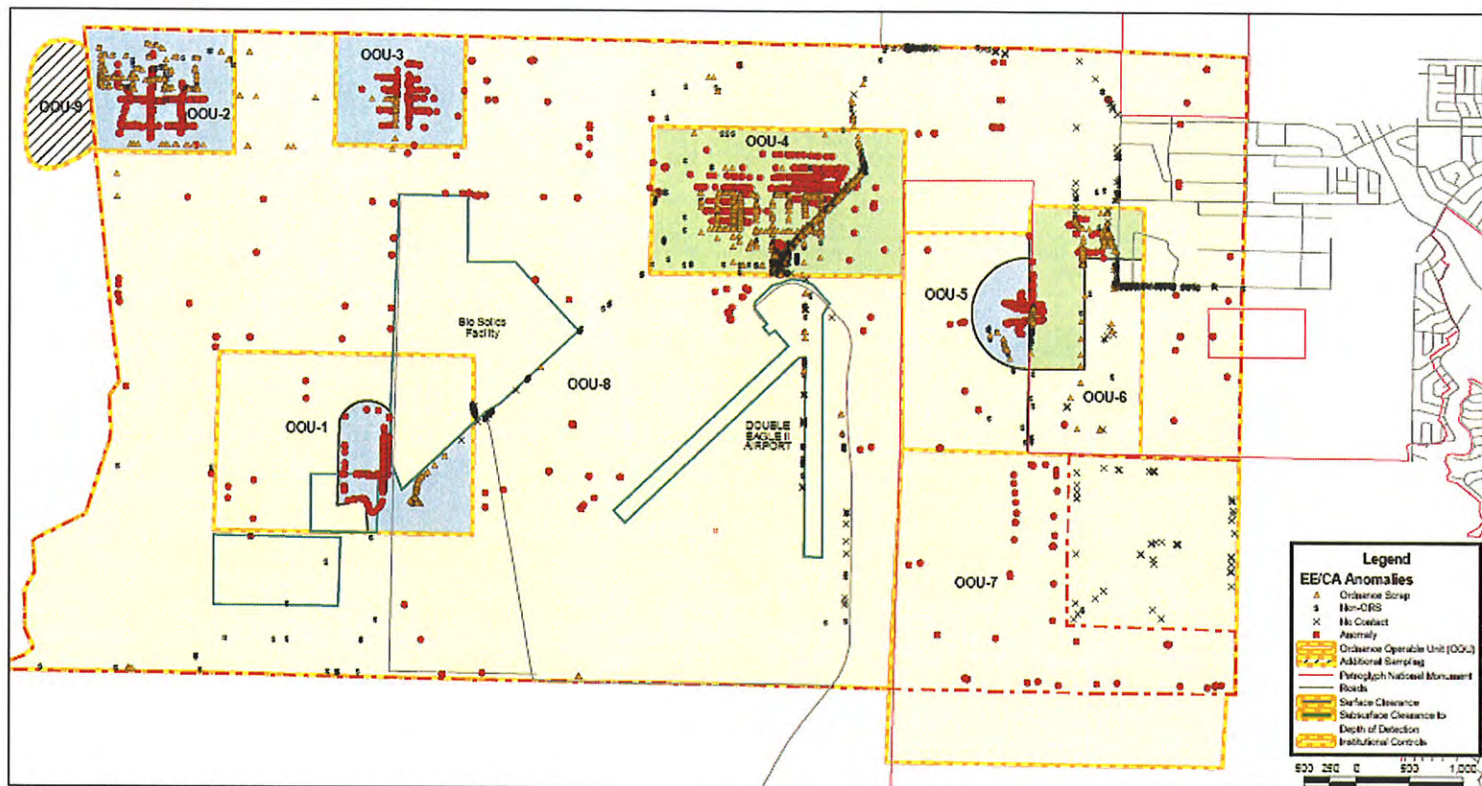 OOU-9
OOU-2
OOU-3
OOU-4
OOU-5
Bio Solids
Facility
OOU-8
OOU-6
OOU-1
DOUBLE
EAGLE II
AIRPORT
OOU-7
Legend
EE/CA Anomalies
Ordnance Scrap
Non-ORS
No Contact
Anomaly
Ordnance Operable Unit (OOU)
Additional Sampling
Petroglyph National Monument
Roads
Surface Clearance
Subsurface Clearance to
Depth of Detection
Institutional Controls
500 250 0 500 1,000